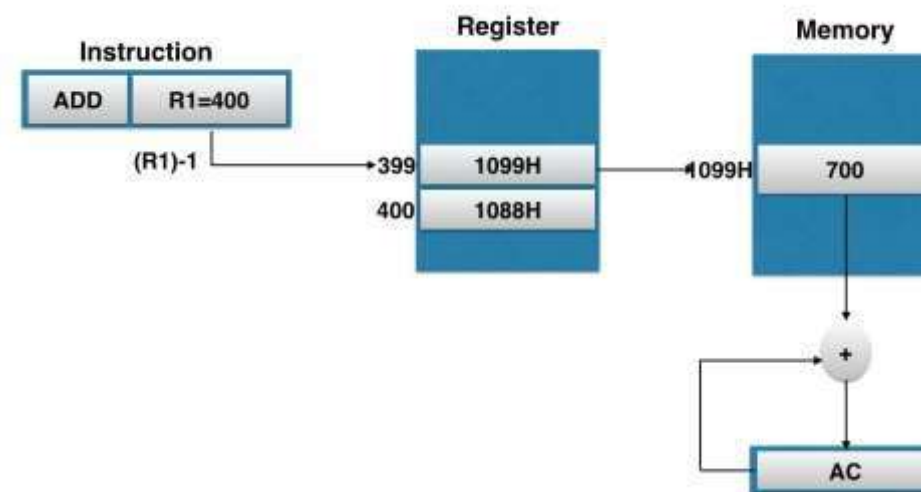 Register
Memory
Instruction
ADD
R1=400
(R1)-1
399
1099H
1099H
700
400
1088H
+
AC